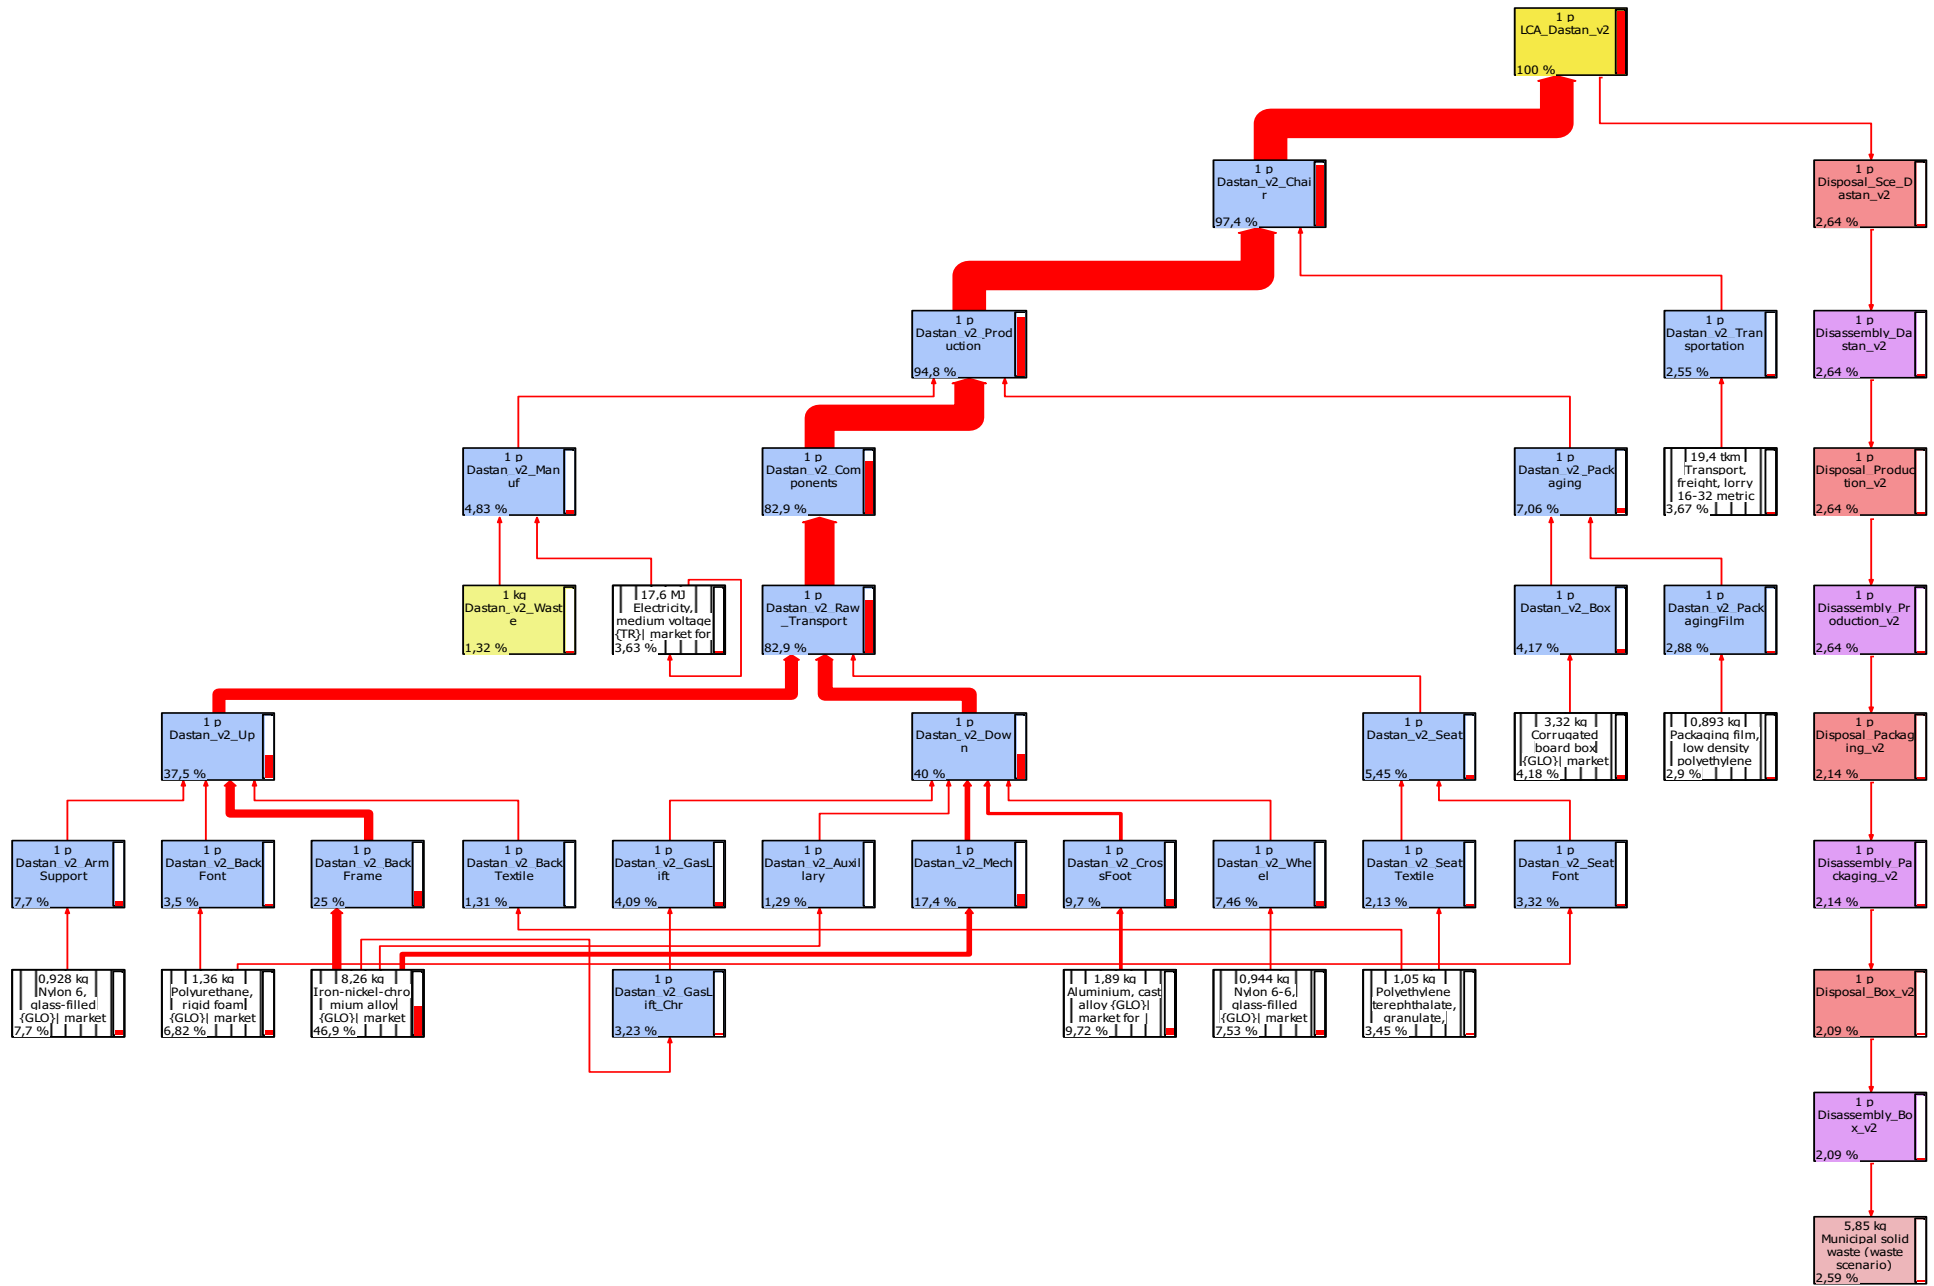 1 p
LCA_Dastan_v2
100 %
1 p
Dastan_v2_Chai
r
97,4 %
1 p
Disposal_Sce_D
astan_v2
2,64 %
1 p
Dastan_v2_Prod
uction
94,8 %
1 p
Dastan_v2_Tran
sportation
2,55 %
1 p
Disassembly_Da
stan_v2
2,64 %
1 p
Dastan_v2_Man
uf
4,83 %
1 p
Dastan_v2_Com
ponents
82,9 %
1 p
Dastan_v2_Pack
aging
7,06 %
19,4 tkm
Transport,
freight, lorry
16-32 metric
3,67 %
1 p
Disposal_Produc
tion_v2
2,64 %
1 kg
Dastan_v2_Wast
e
1,32 %
17,6 MJ
Electricity,
medium voltage
{TR}| market for
3,63 %
1 p
Dastan_v2_Raw
_Transport
82,9 %
1 p
Dastan_v2_Box
4,17 %
1 p
Dastan_v2_Pack
agingFilm
2,88 %
1 p
Disassembly_Pr
oduction_v2
2,64 %
1 p
Dastan_v2_Up
37,5 %
1 p
Dastan_v2_Dow
n
40 %
1 p
Dastan_v2_Seat
5,45 %
3,32 kg
Corrugated
board box
{GLO}| market
4,18 %
0,893 kg
Packaging film,
low density
polyethylene
2,9 %
1 p
Disposal_Packag
ing_v2
2,14 %
1 p
Dastan_v2_Arm
Support
7,7 %
1 p
Dastan_v2_Back
Font
3,5 %
1 p
Dastan_v2_Back
Frame
25 %
1 p
Dastan_v2_Back
Textile
1,31 %
1 p
Dastan_v2_GasL
ift
4,09 %
1 p
Dastan_v2_Auxil
lary
1,29 %
1 p
Dastan_v2_Mech
17,4 %
1 p
Dastan_v2_Cros
sFoot
9,7 %
1 p
Dastan_v2_Whe
el
7,46 %
1 p
Dastan_v2_Seat
Textile
2,13 %
1 p
Dastan_v2_Seat
Font
3,32 %
1 p
Disassembly_Pa
ckaging_v2
2,14 %
0,928 kg
Nylon 6,
glass-filled
{GLO}| market
7,7 %
1,36 kg
Polyurethane,
rigid foam
{GLO}| market
6,82 %
8,26 kg
Iron-nickel-chro
mium alloy
{GLO}| market
46,9 %
1 p
Dastan_v2_GasL
ift_Chr
3,23 %
1,89 kg
Aluminium, cast
alloy {GLO}|
market for
9,72 %
0,944 kg
Nylon 6-6,
glass-filled
{GLO}| market
7,53 %
1,05 kg
Polyethylene
terephthalate,
granulate,
3,45 %
1 p
Disposal_Box_v2
2,09 %
1 p
Disassembly_Bo
x_v2
2,09 %
5,85 kg
Municipal solid
waste (waste
scenario)
2,59 %